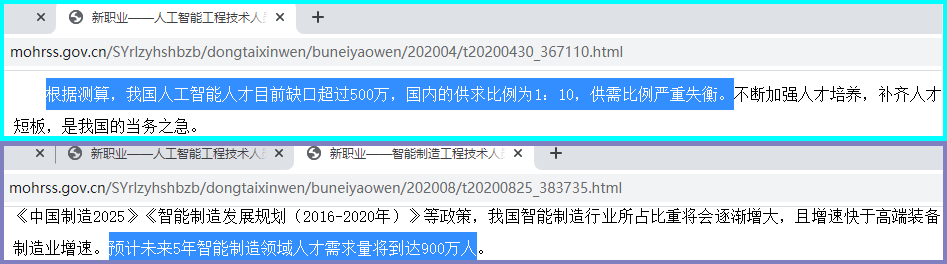 新职业——人工智能工程技术人
mohrss.gov.cn/SYrlzyhshbzb/dongtaixinwen/buneiyaowen/202004/t20200430_367110.html
根据测算，我国人工智能人才目前缺口超过500万，国内的供求比例为1：10，供需比例严重失衡。不断加强人才培养，补齐人才
短板，是我国的当务之急。
新职业——人工智能工程技术人 新职业——智能制造工程技术人
mohrss.gov.cn/SYrlzyhshbzb/dongtaixinwen/buneiyaowen/202008/t20200825_383735.html
《中国制造2025》《智能制造发展规划（2016-2020年）》等政策，我国智能制造行业所占比重将会逐渐增大，且增速快于高端装备
制造业增速。预计未来5年智能制造领域人才需求量将到达900万人。